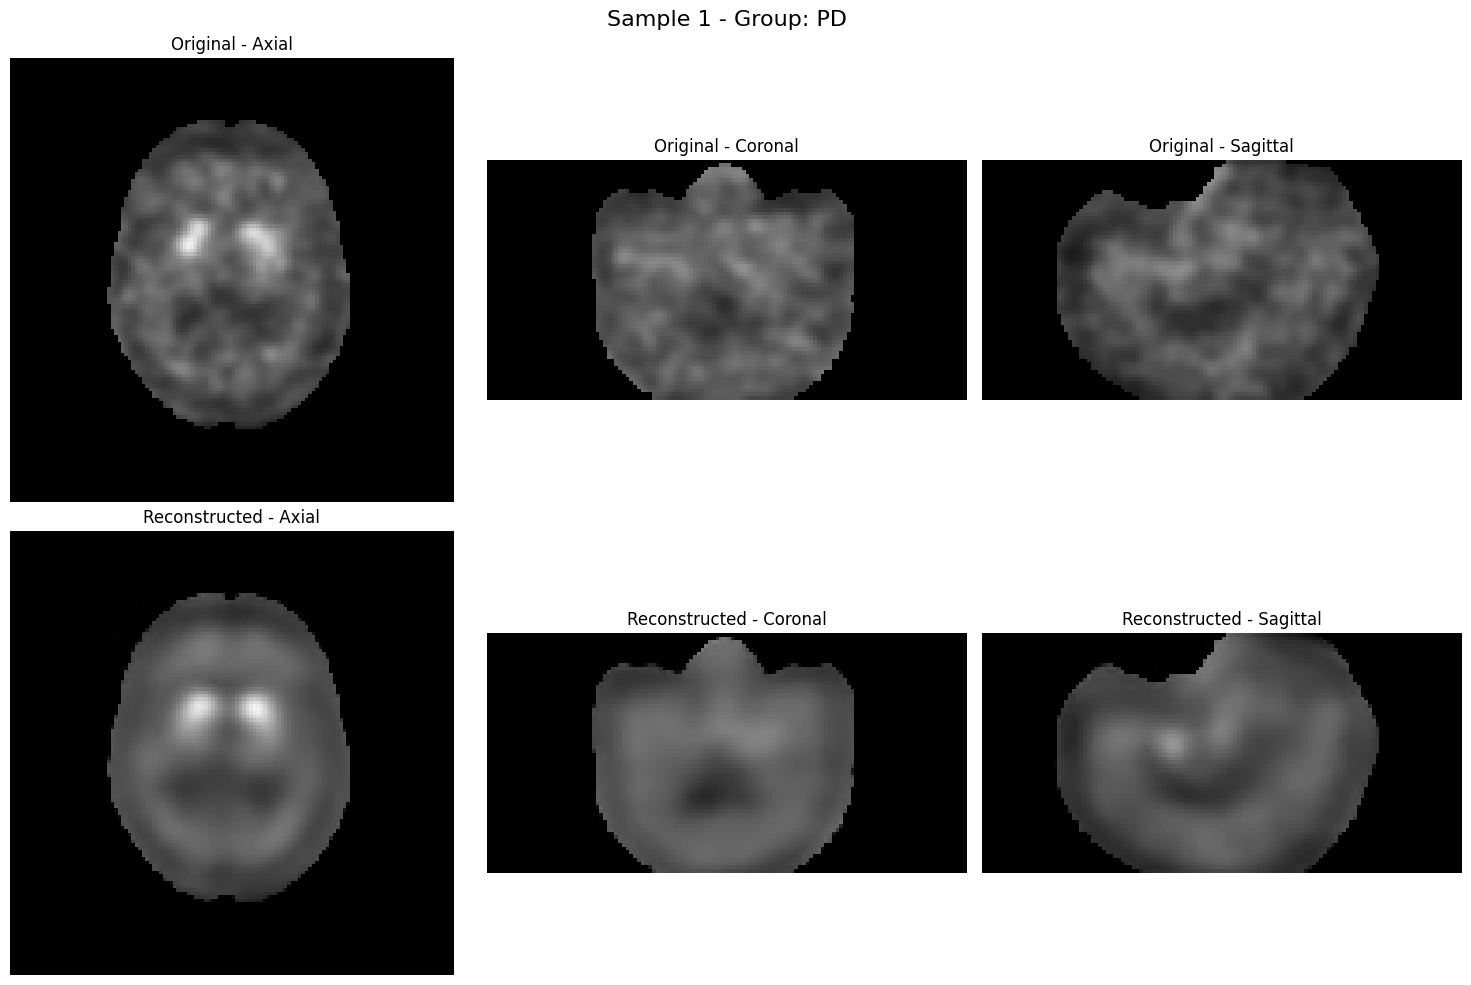 Sample 1 - Group: PD
Original - Axial
Original - Coronal
Original - Sagittal
Reconstructed - Axial
Reconstructed - Coronal
Reconstructed - Sagittal